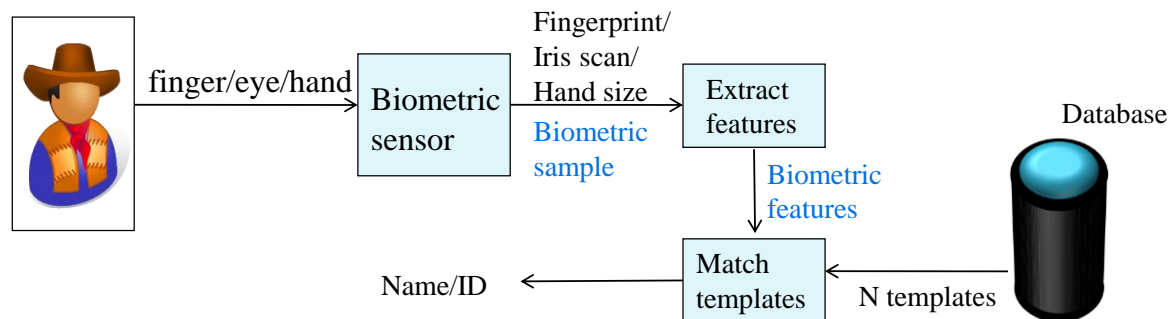 finger/eye/hand
Biometric
sensor
Fingerprint/
Iris scan/
Hand size
Biometric
sample
Extract
features
Biometric
features
Database
Match
templates
N templates
Name/ID